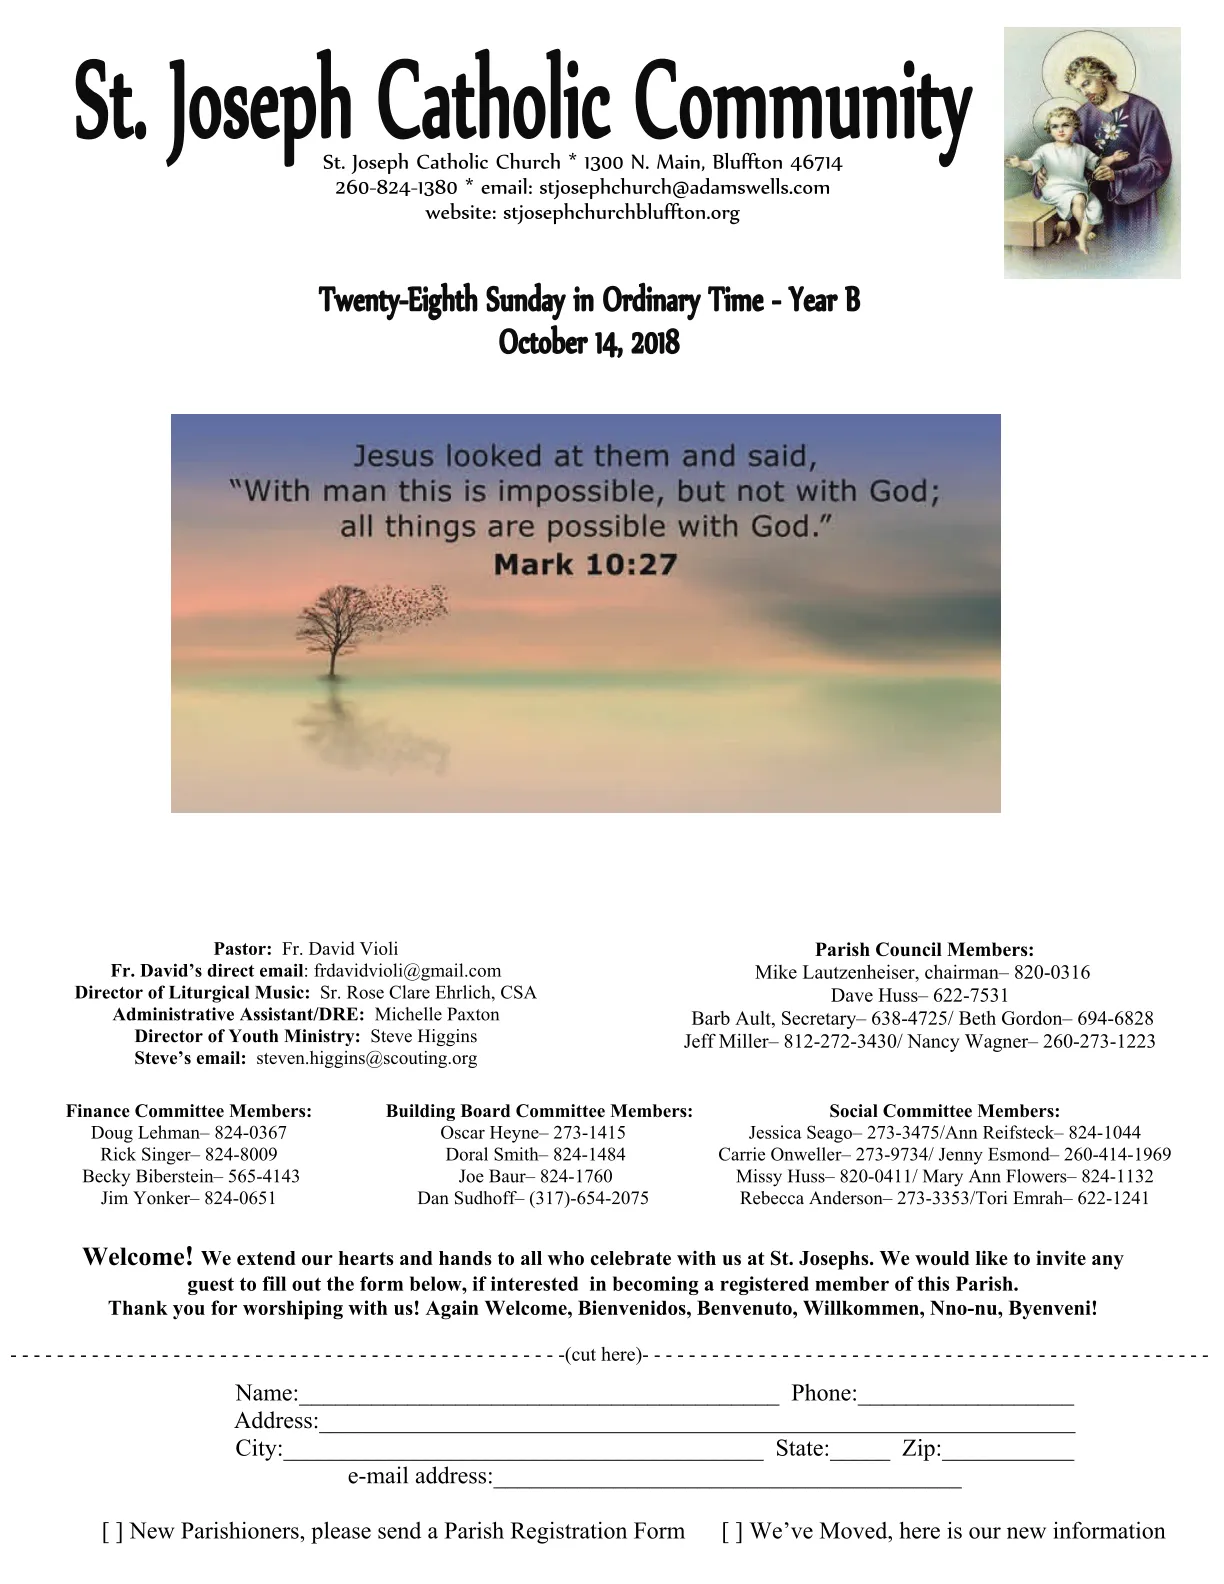 St. Joseph Catholic Community
St. Joseph Catholic Church * 1300 N. Main, Bluffton 46714
260-824-1380 * email: stjosephchurch@adamswells.com
website: stjosephchurchbluffton.org
Twenty-Eighth Sunday in Ordinary Time - Year B
October 14, 2018
Jesus looked at them and said,
“With man this is impossible, but not with God;
all things are possible with God.”
Mark 10:27
Pastor: Fr. David Violi
Fr. David’s direct email: frdavidvioli@gmail.com
Director of Liturgical Music: Sr. Rose Clare Ehrlich, CSA
Administrative Assistant/DRE: Michelle Paxton
Director of Youth Ministry: Steve Higgins
Steve’s email: steven.higgins@scouting.org
Parish Council Members:
Mike Lautzenheiser, chairman– 820-0316
Dave Huss– 622-7531
Barb Ault, Secretary– 638-4725/ Beth Gordon– 694-6828
Jeff Miller– 812-272-3430/ Nancy Wagner– 260-273-1223
Finance Committee Members:
Doug Lehman– 824-0367
Rick Singer– 824-8009
Becky Biberstein– 565-4143
Jim Yonker– 824-0651
Building Board Committee Members:
Oscar Heyne– 273-1415
Doral Smith– 824-1484
Joe Baur– 824-1760
Dan Sudhoff– (317)-654-2075
Social Committee Members:
Jessica Seago– 273-3475/Ann Reifsteck– 824-1044
Carrie Onweller– 273-9734/ Jenny Esmond– 260-414-1969
Missy Huss– 820-0411/ Mary Ann Flowers– 824-1132
Rebecca Anderson– 273-3353/Tori Emrah– 622-1241
Welcome! We extend our hearts and hands to all who celebrate with us at St. Josephs. We would like to invite any
guest to fill out the form below, if interested in becoming a registered member of this Parish.
Thank you for worshiping with us! Again Welcome, Bienvenidos, Benvenuto, Willkommen, Nno-nu, Byenveni!
- - - - - - - - - - - - - - - - - - - - - - - - - - - - - - - - - - - - - - - - - - - - - - - -(cut here)- - - - - - - - - - - - - - - - - - - - - - - - - - - - - - - - - - - - - - - - - - - - - - - - -
Name:________________________________________ Phone:__________________
Address:_______________________________________________________________
City:________________________________________ State:_____ Zip:___________
e-mail address:_______________________________________
[ ] New Parishioners, please send a Parish Registration Form [ ] We’ve Moved, here is our new information